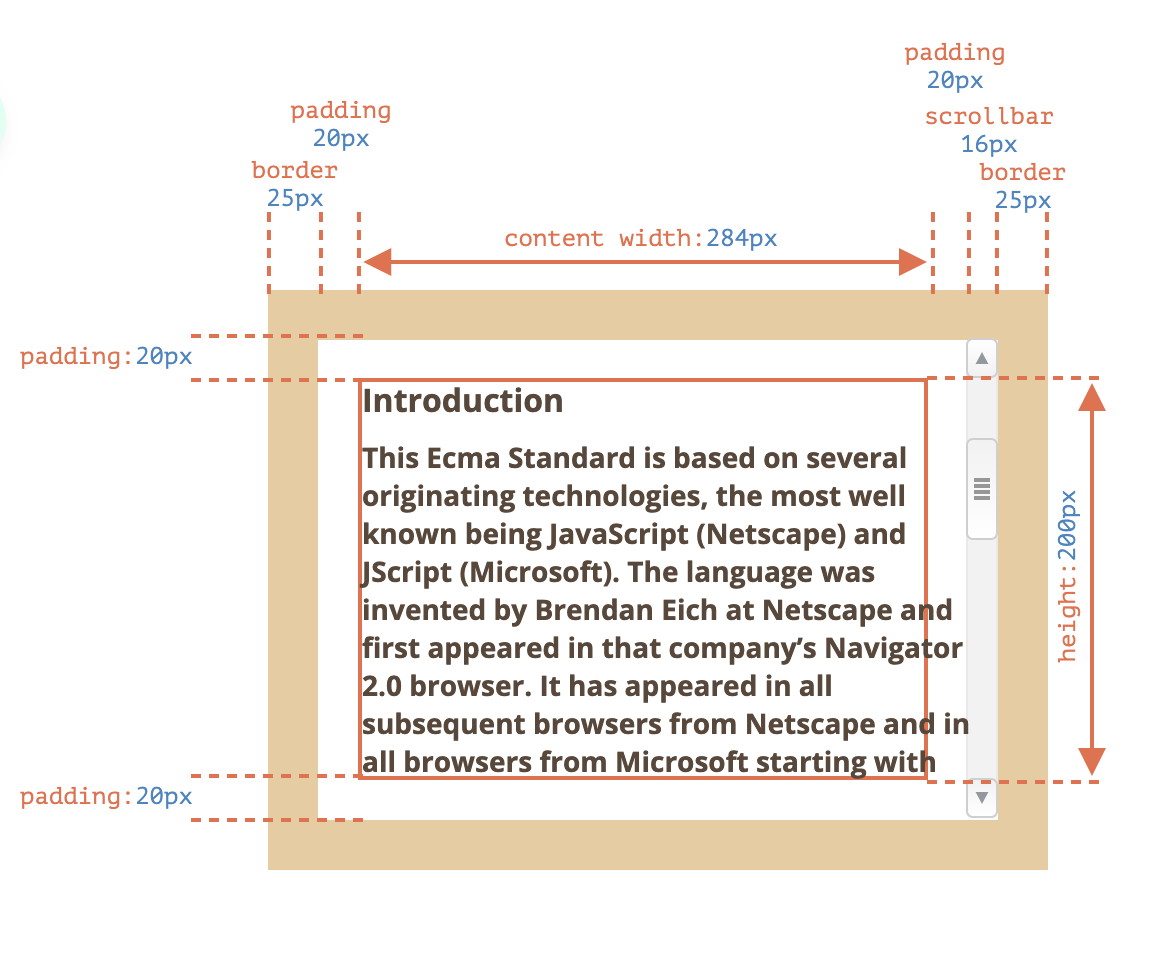 padding
20px
scrollbar
16px
border
25px
padding
20px
border
25px
content width:284px
padding:20px
Introduction
This Ecma Standard is based on several
originating technologies, the most well
known being JavaScript (Netscape) and
JScript (Microsoft). The language was
invented by Brendan Eich at Netscape and
first appeared in that company’s Navigator
2.0 browser. It has appeared in all
subsequent browsers from Netscape and in
all browsers from Microsoft starting with
height:200px
padding:20px